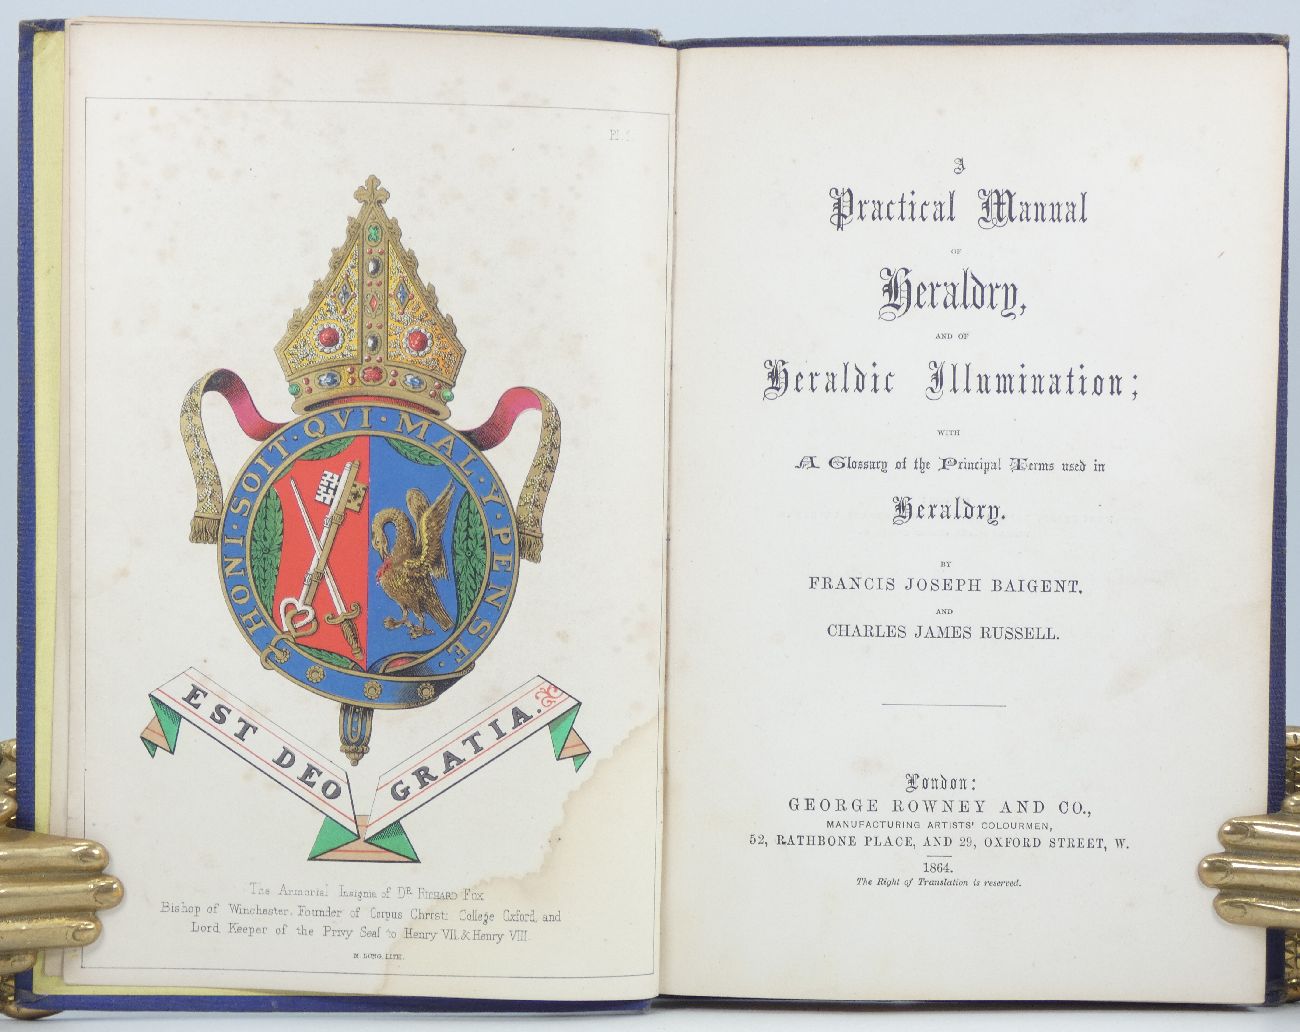 Pl.
HONI · SOIT · QVI · MAL · Y · PENSE ·
EST DEO
GRATIA.
The Armorial Insignia of DR. RICHARD FOX
Bishop of Winchester, Founder of Corpus Christi College Oxford, and
Lord Keeper of the Privy Seal to Henry VII. & Henry VIII.
M. LONG, LITH.
A
Practical Manual
OF
Heraldry,
AND OF
Heraldic Illumination;
WITH
A Glossary of the Principal Terms used in
Heraldry.
BY
FRANCIS JOSEPH BAIGENT,
AND
CHARLES JAMES RUSSELL.
London:
GEORGE ROWNEY AND CO.,
MANUFACTURING ARTISTS' COLOURMEN,
52, RATHBONE PLACE, AND 29, OXFORD STREET, W.
1864.
The Right of Translation is reserved.